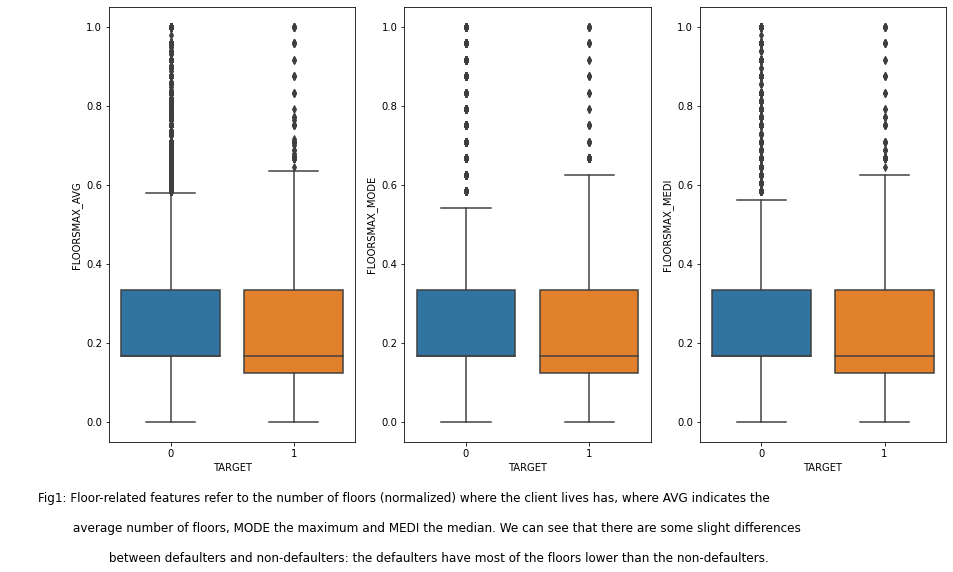 1.0
0.8
0.6
0.4
0.2
0.0
FLOORSMAX_AVG
0 1
TARGET
1.0
0.8
0.6
0.4
0.2
0.0
FLOORSMAX_MODE
0 1
TARGET
1.0
0.8
0.6
0.4
0.2
0.0
FLOORSMAX_MEDI
0 1
TARGET
Fig1: Floor-related features refer to the number of floors (normalized) where the client lives has, where AVG indicates the
average number of floors, MODE the maximum and MEDI the median. We can see that there are some slight differences
between defaulters and non-defaulters: the defaulters have most of the floors lower than the non-defaulters.